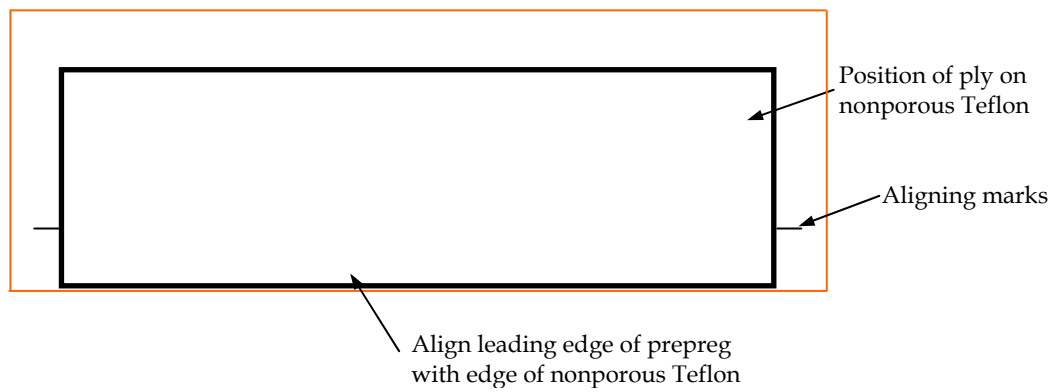 Position of ply on
nonporous Teflon
Aligning marks
Align leading edge of prepreg
with edge of nonporous Teflon